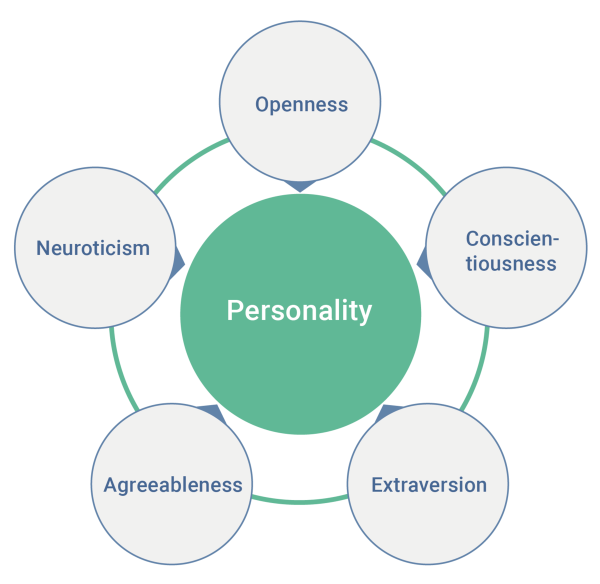 Openness
Neuroticism
Conscien-
tiousness
Personality
Agreeableness
Extraversion